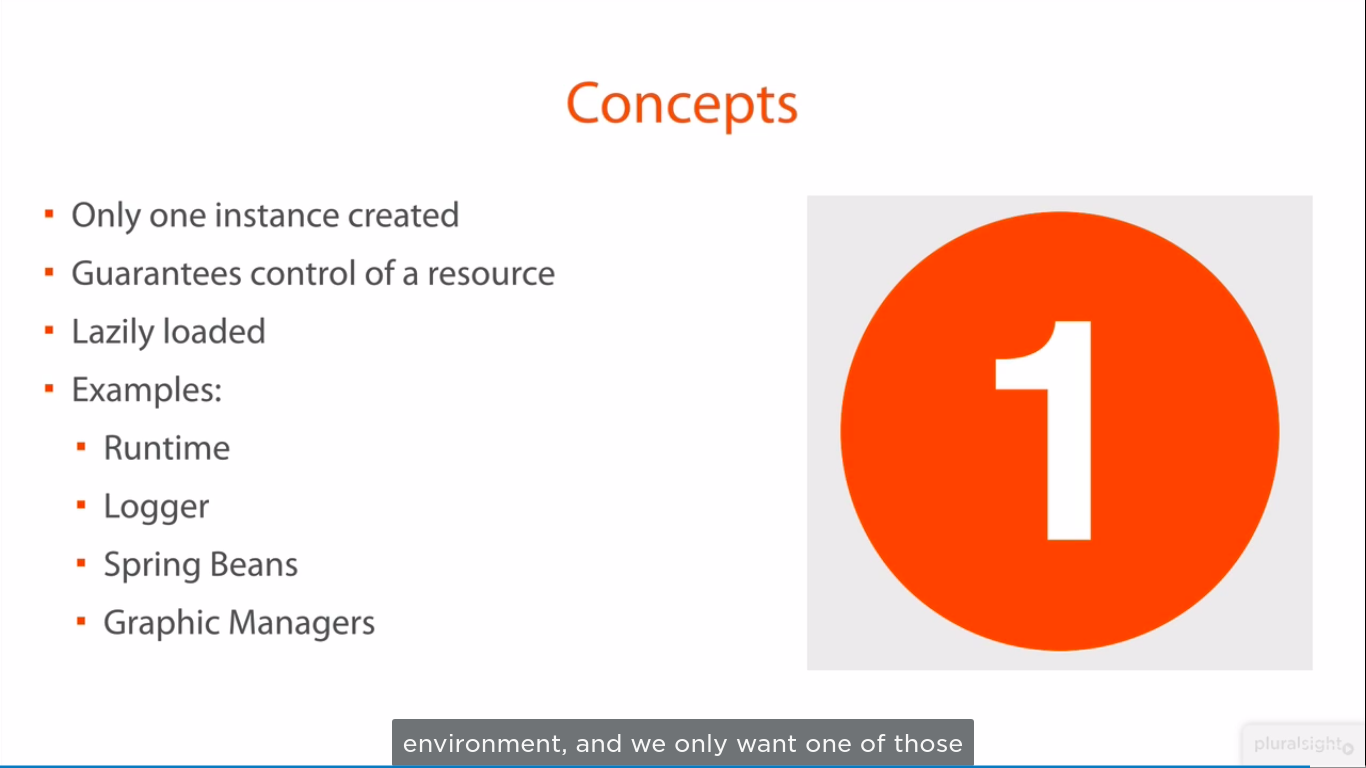 Concepts
Only one instance created
Guarantees control of a resource
Lazily loaded
Examples:
Runtime
Logger
Spring Beans
Graphic Managers
1
environment, and we only want one of those
pluralsight